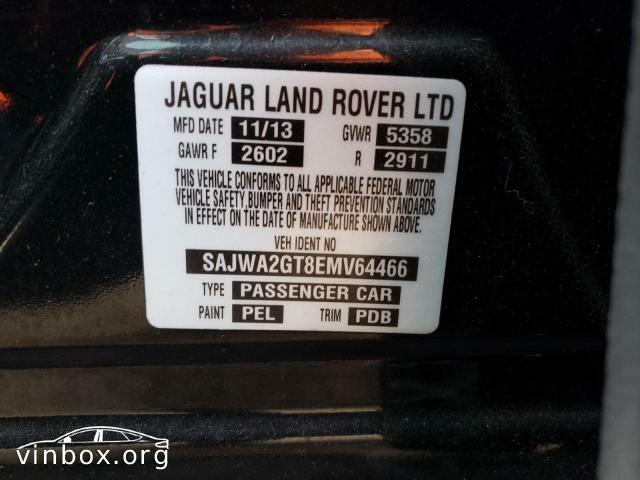 JAGUAR LAND ROVER LTD
MFD DATE 11/13 GVWR 5358
GAWR F 2602 R 2911
THIS VEHICLE CONFORMS TO ALL APPLICABLE FEDERAL MOTOR
VEHICLE SAFETY, BUMPER AND THEFT PREVENTION STANDARDS
IN EFFECT ON THE DATE OF MANUFACTURE SHOWN ABOVE.
VEH IDENT NO
SAJWA2GT8EMV64466
TYPE PASSENGER CAR
PAINT PEL TRIM PDB
vinbox.org